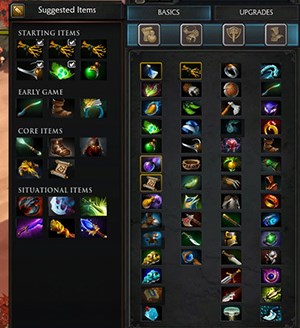 Suggested Items
BASICS
UPGRADES
STARTING ITEMS
EARLY GAME
CORE ITEMS
SITUATIONAL ITEMS